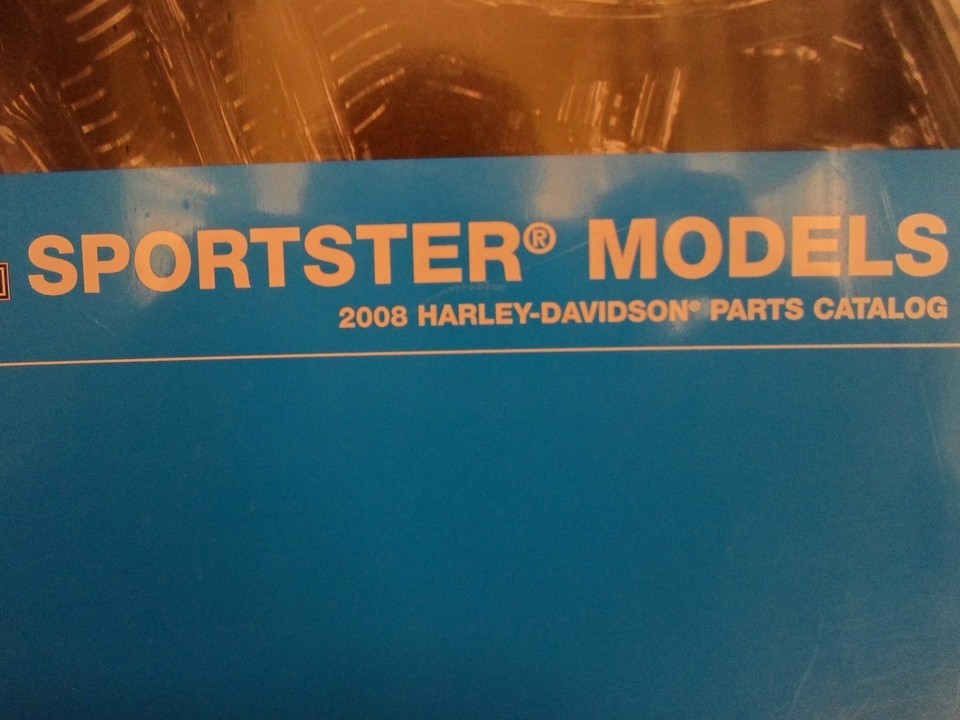 SPORTSTER® MODELS
2008 HARLEY-DAVIDSON® PARTS CATALOG